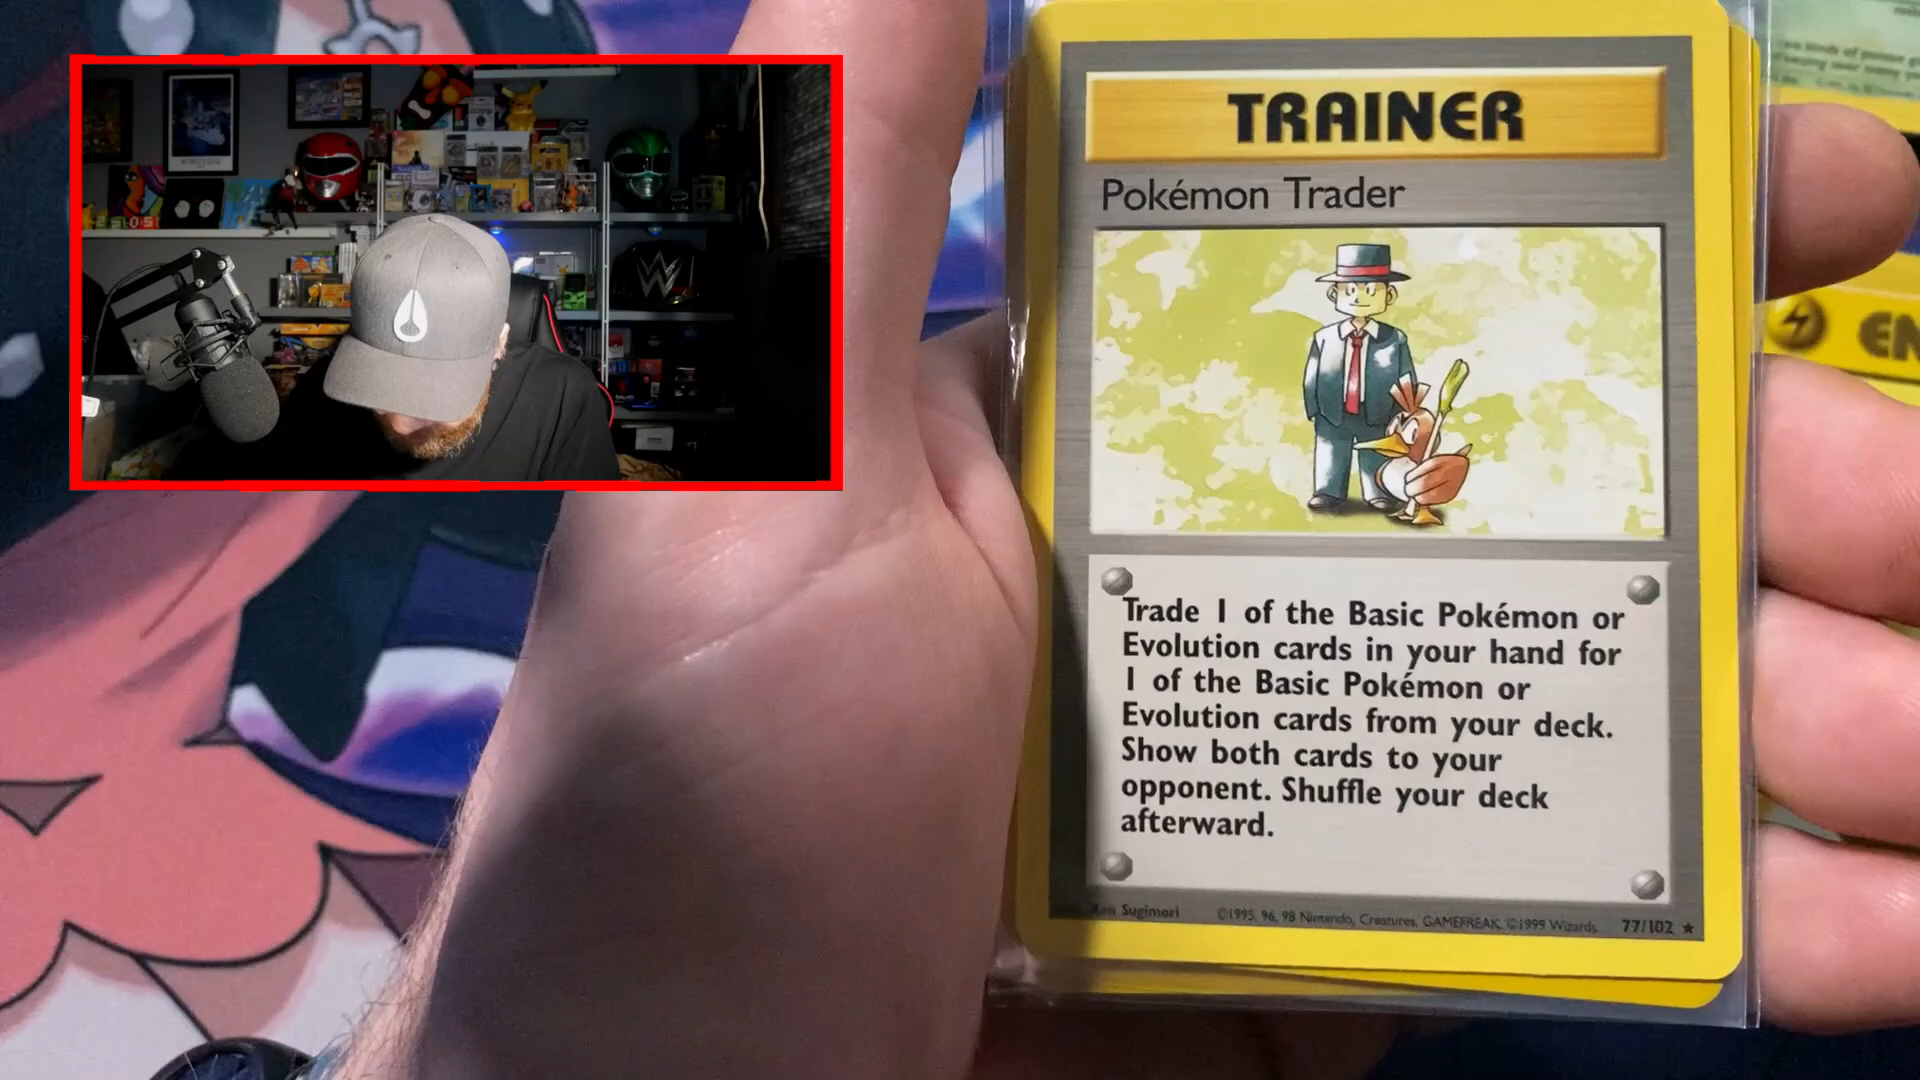 TRAINER
Pokémon Trader
Trade 1 of the Basic Pokémon or
Evolution cards in your hand for
1 of the Basic Pokémon or
Evolution cards from your deck.
Show both cards to your
opponent. Shuffle your deck
afterward.
Ken Sugimori ©1995, 96, 98 Nintendo, Creatures, GAMEFREAK. ©1999 Wizards. 77/102 ★
EN
W